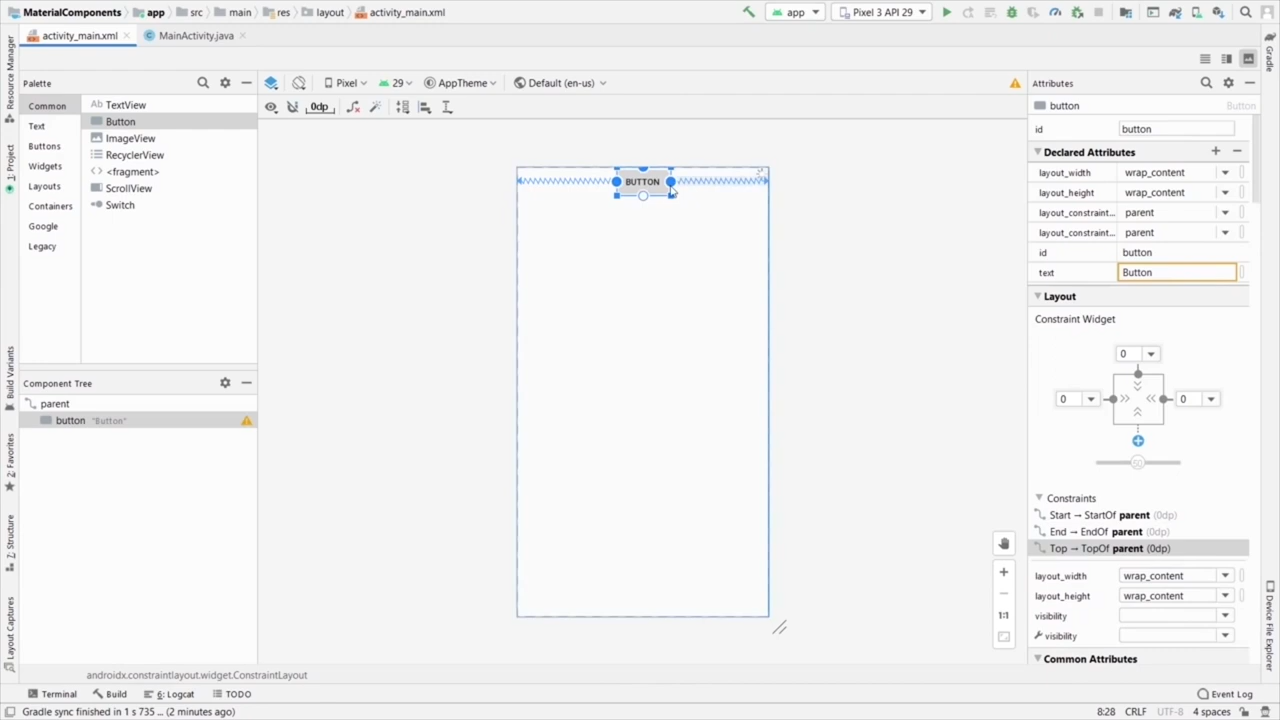 MaterialComponents app src main res layout activity_main.xml app Pixel 3 API 29
activity_main.xml MainActivity.java
Palette Pixel 29 AppTheme Default (en-us) Attributes
Common Ab TextView 0dp button Button
Text Button id button
Buttons ImageView Declared Attributes
Widgets RecyclerView layout_width wrap_content
Layouts <fragment> layout_height wrap_content
Containers ScrollView layout_constraint... parent
Google Switch layout_constraint... parent
Legacy id button
text Button
BUTTON
Layout
Constraint Widget
0
0 0
50
Component Tree
parent
button "Button"
Constraints
Start → StartOf parent (0dp)
End → EndOf parent (0dp)
Top → TopOf parent (0dp)
layout_width wrap_content
layout_height wrap_content
visibility
visibility
Common Attributes
1:1
Resource Manager
1: Project
Build Variants
2: Favorites
7: Structure
Layout Captures
Gradle
Device File Explorer
androidx.constraintlayout.widget.ConstraintLayout
Terminal Build 6: Logcat TODO Event Log
Gradle sync finished in 1 s 735 ... (2 minutes ago) 8:28 CRLF UTF-8 4 spaces